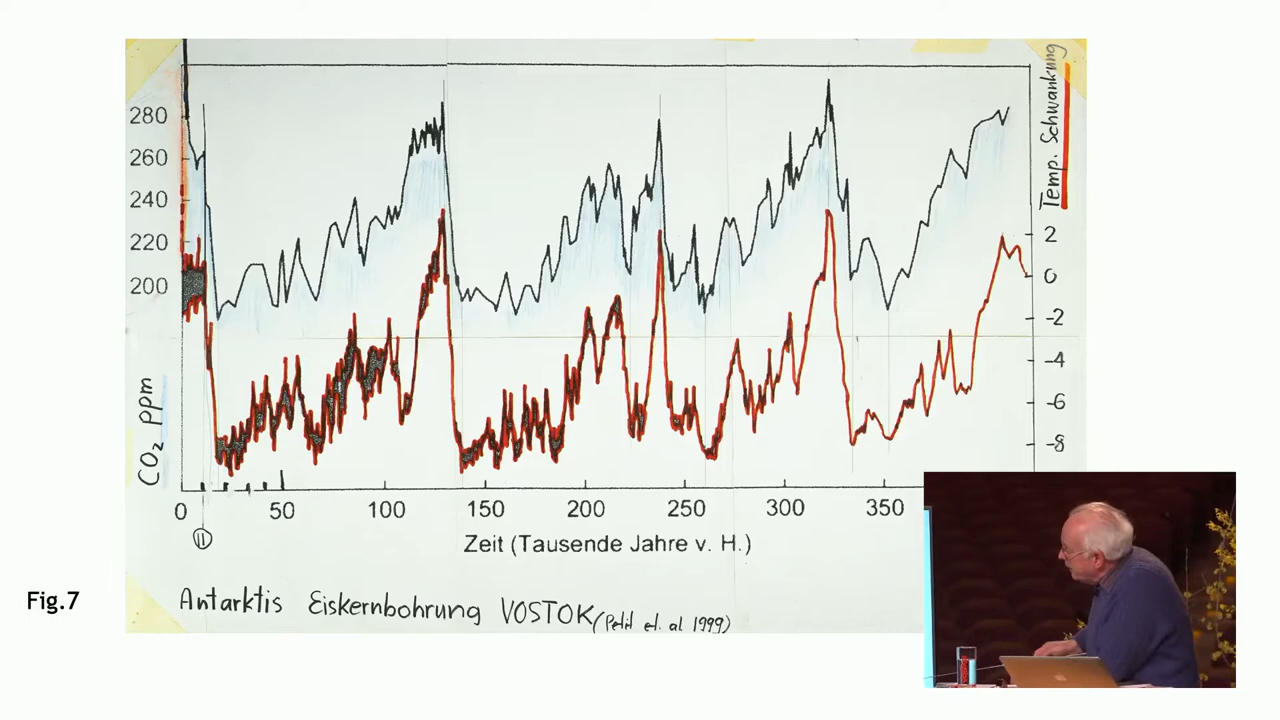 280
260
240
220
200
CO₂ ppm
Temp. Schwankung
2
0
-2
-4
-6
-8
0 50 100 150 200 250 300 350
11
Zeit (Tausende Jahre v. H.)
Fig.7
Antarktis Eiskernbohrung VOSTOK (Petit et. al 1999)